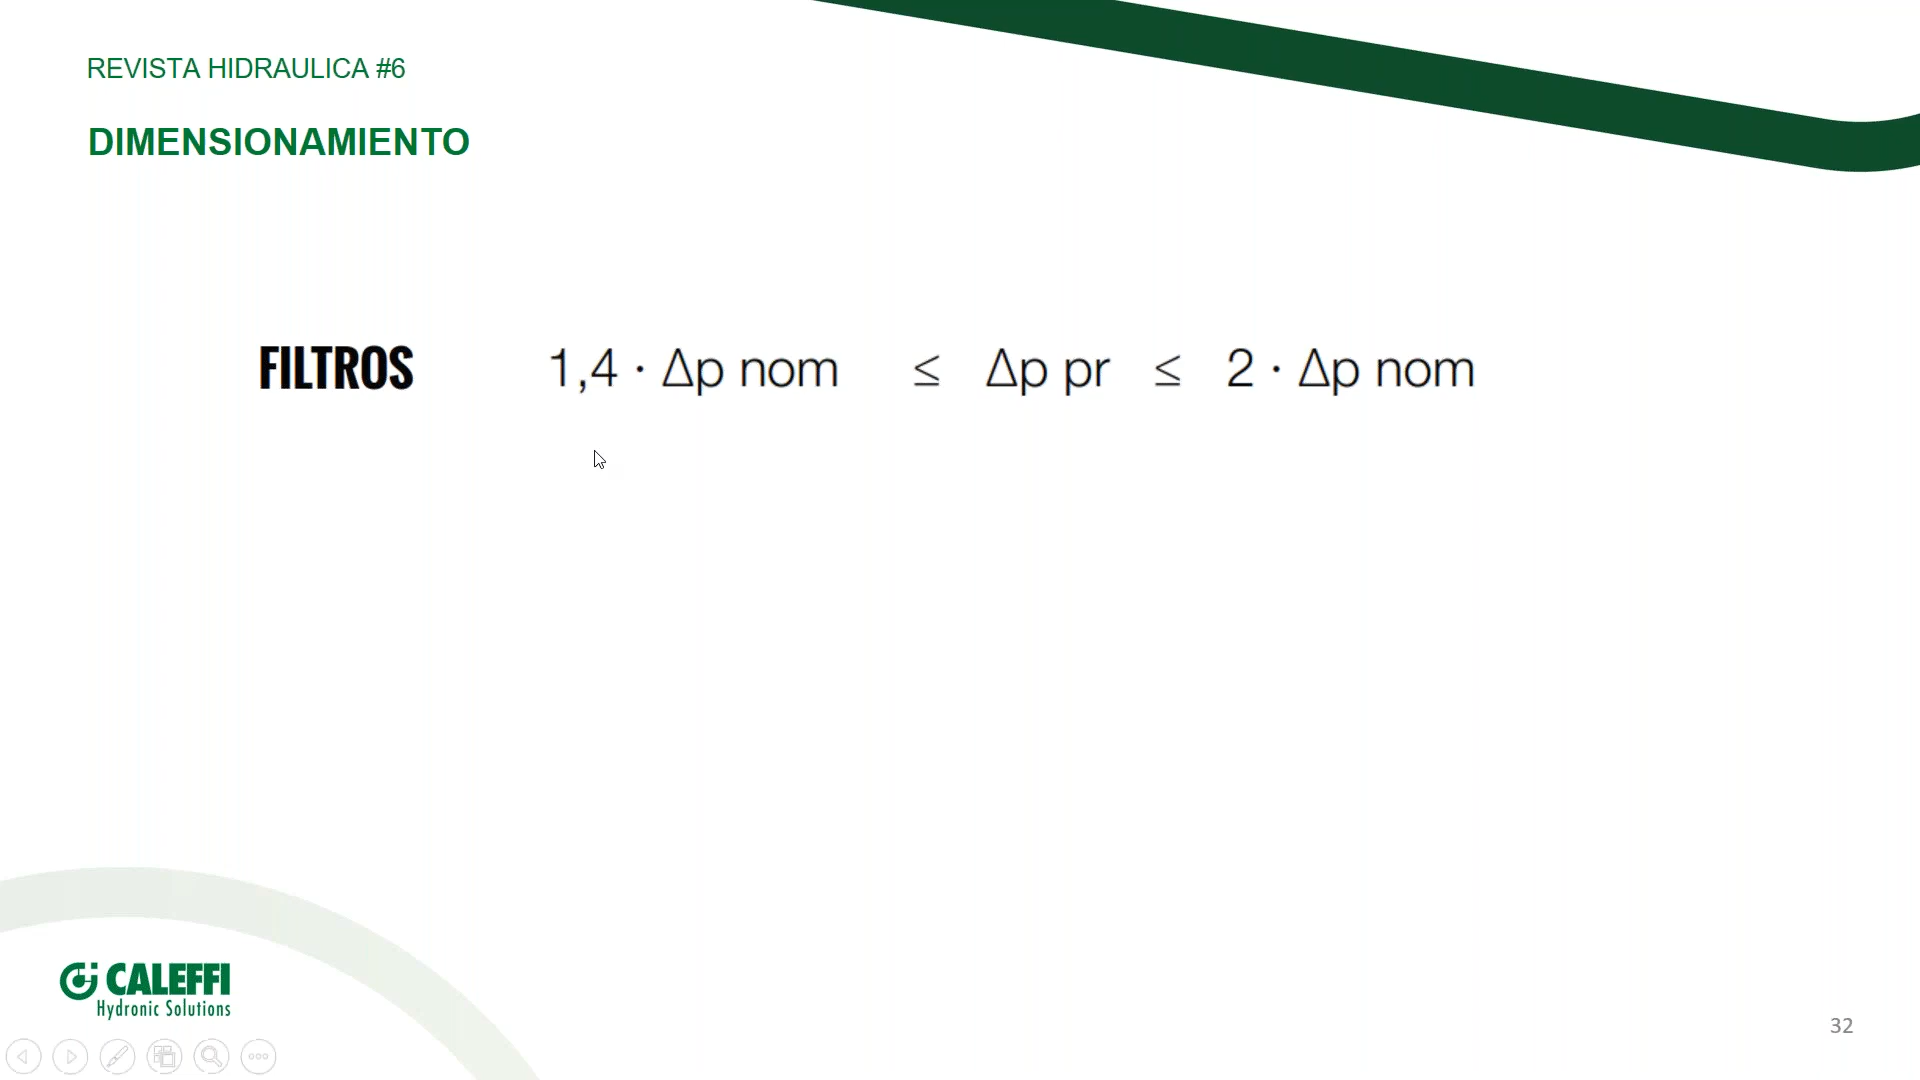 REVISTA HIDRAULICA #6
DIMENSIONAMIENTO
FILTROS 1,4 · Δp nom ≤ Δp pr ≤ 2 · Δp nom
CALEFFI
Hydronic Solutions
32